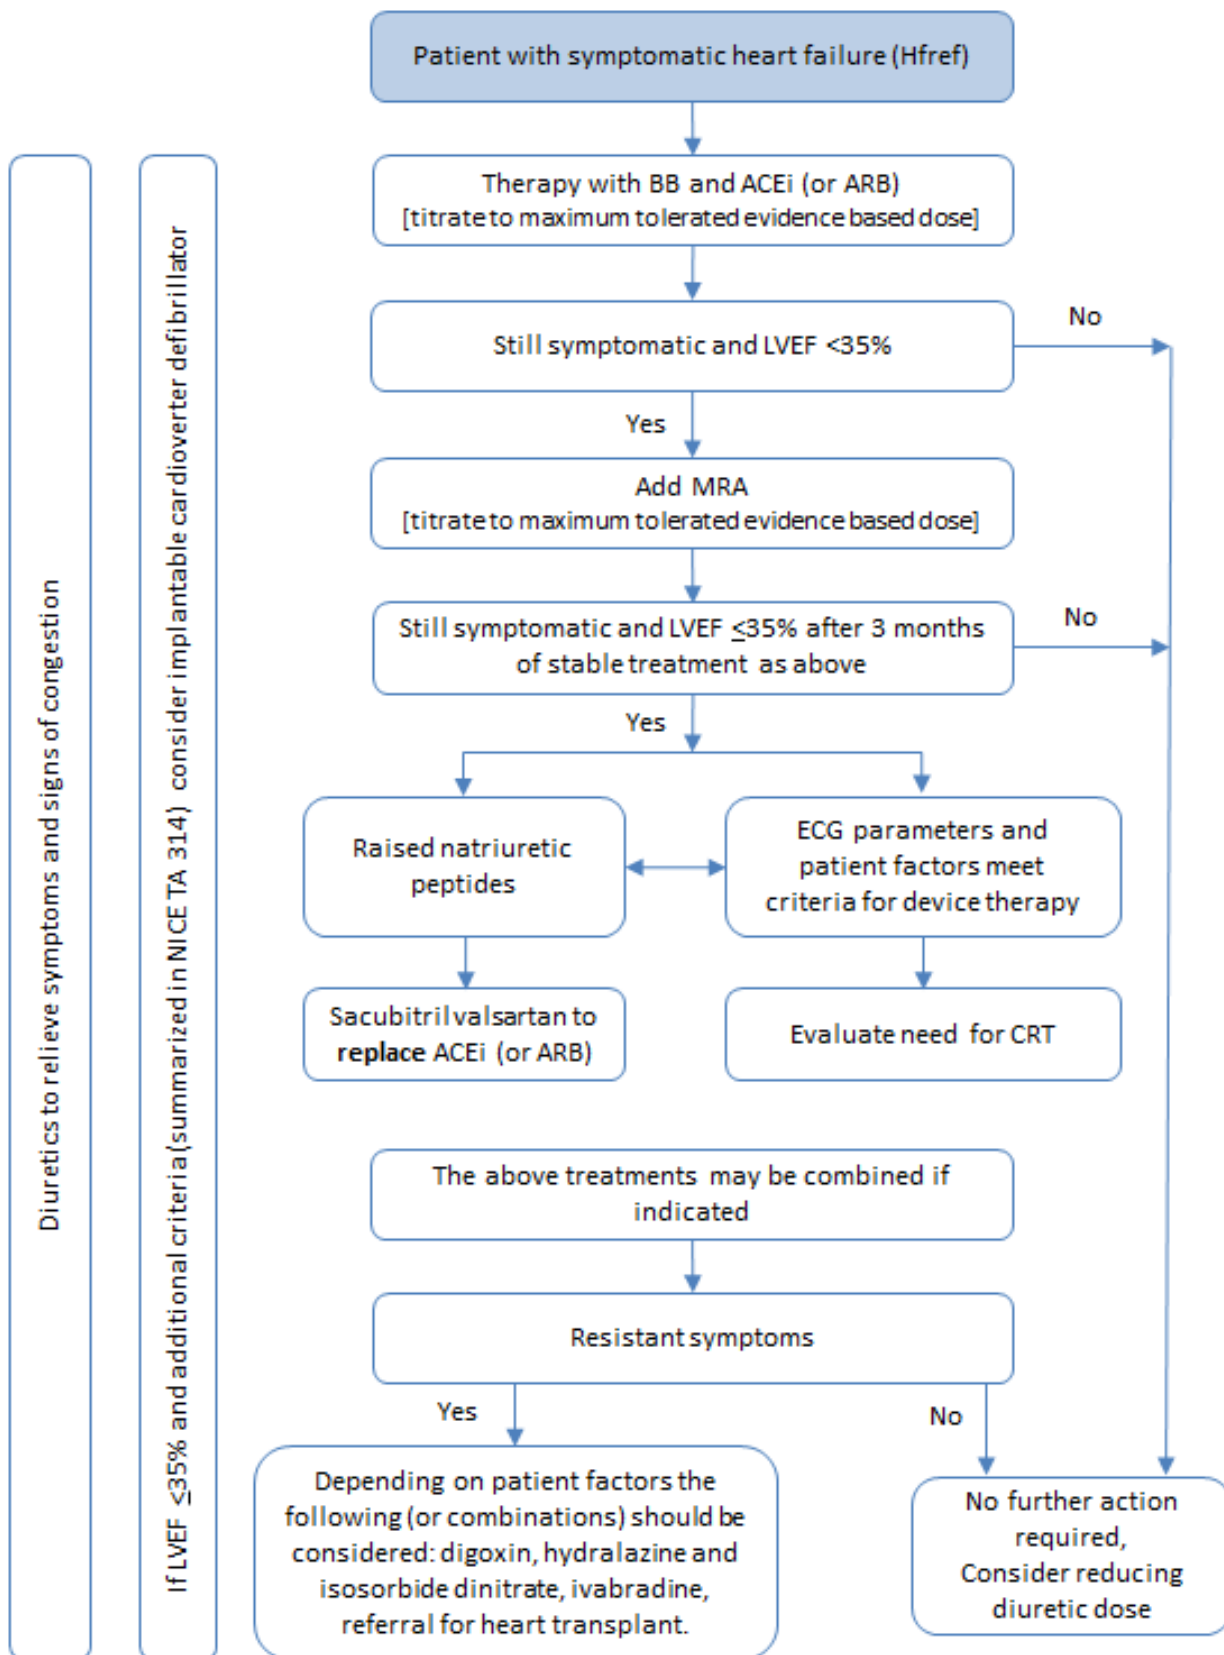 Patient with symptomatic heart failure (Hfref)
Therapy with BB and ACEi (or ARB)
[titrate to maximum tolerated evidence based dose]
Still symptomatic and LVEF <35%
No
Yes
Add MRA
[titrate to maximum tolerated evidence based dose]
Still symptomatic and LVEF ≤35% after 3 months
of stable treatment as above
No
Yes
Raised natriuretic
peptides
ECG parameters and
patient factors meet
criteria for device therapy
Sacubitril valsartan to
replace ACEi (or ARB)
Evaluate need for CRT
The above treatments may be combined if
indicated
Resistant symptoms
Yes
No
Depending on patient factors the
following (or combinations) should be
considered: digoxin, hydralazine and
isosorbide dinitrate, ivabradine,
referral for heart transplant.
No further action
required,
Consider reducing
diuretic dose
Diuretics to relieve symptoms and signs of congestion
If LVEF ≤35% and additional criteria (summarized in NICE TA 314) consider implantable cardioverter defibrillator